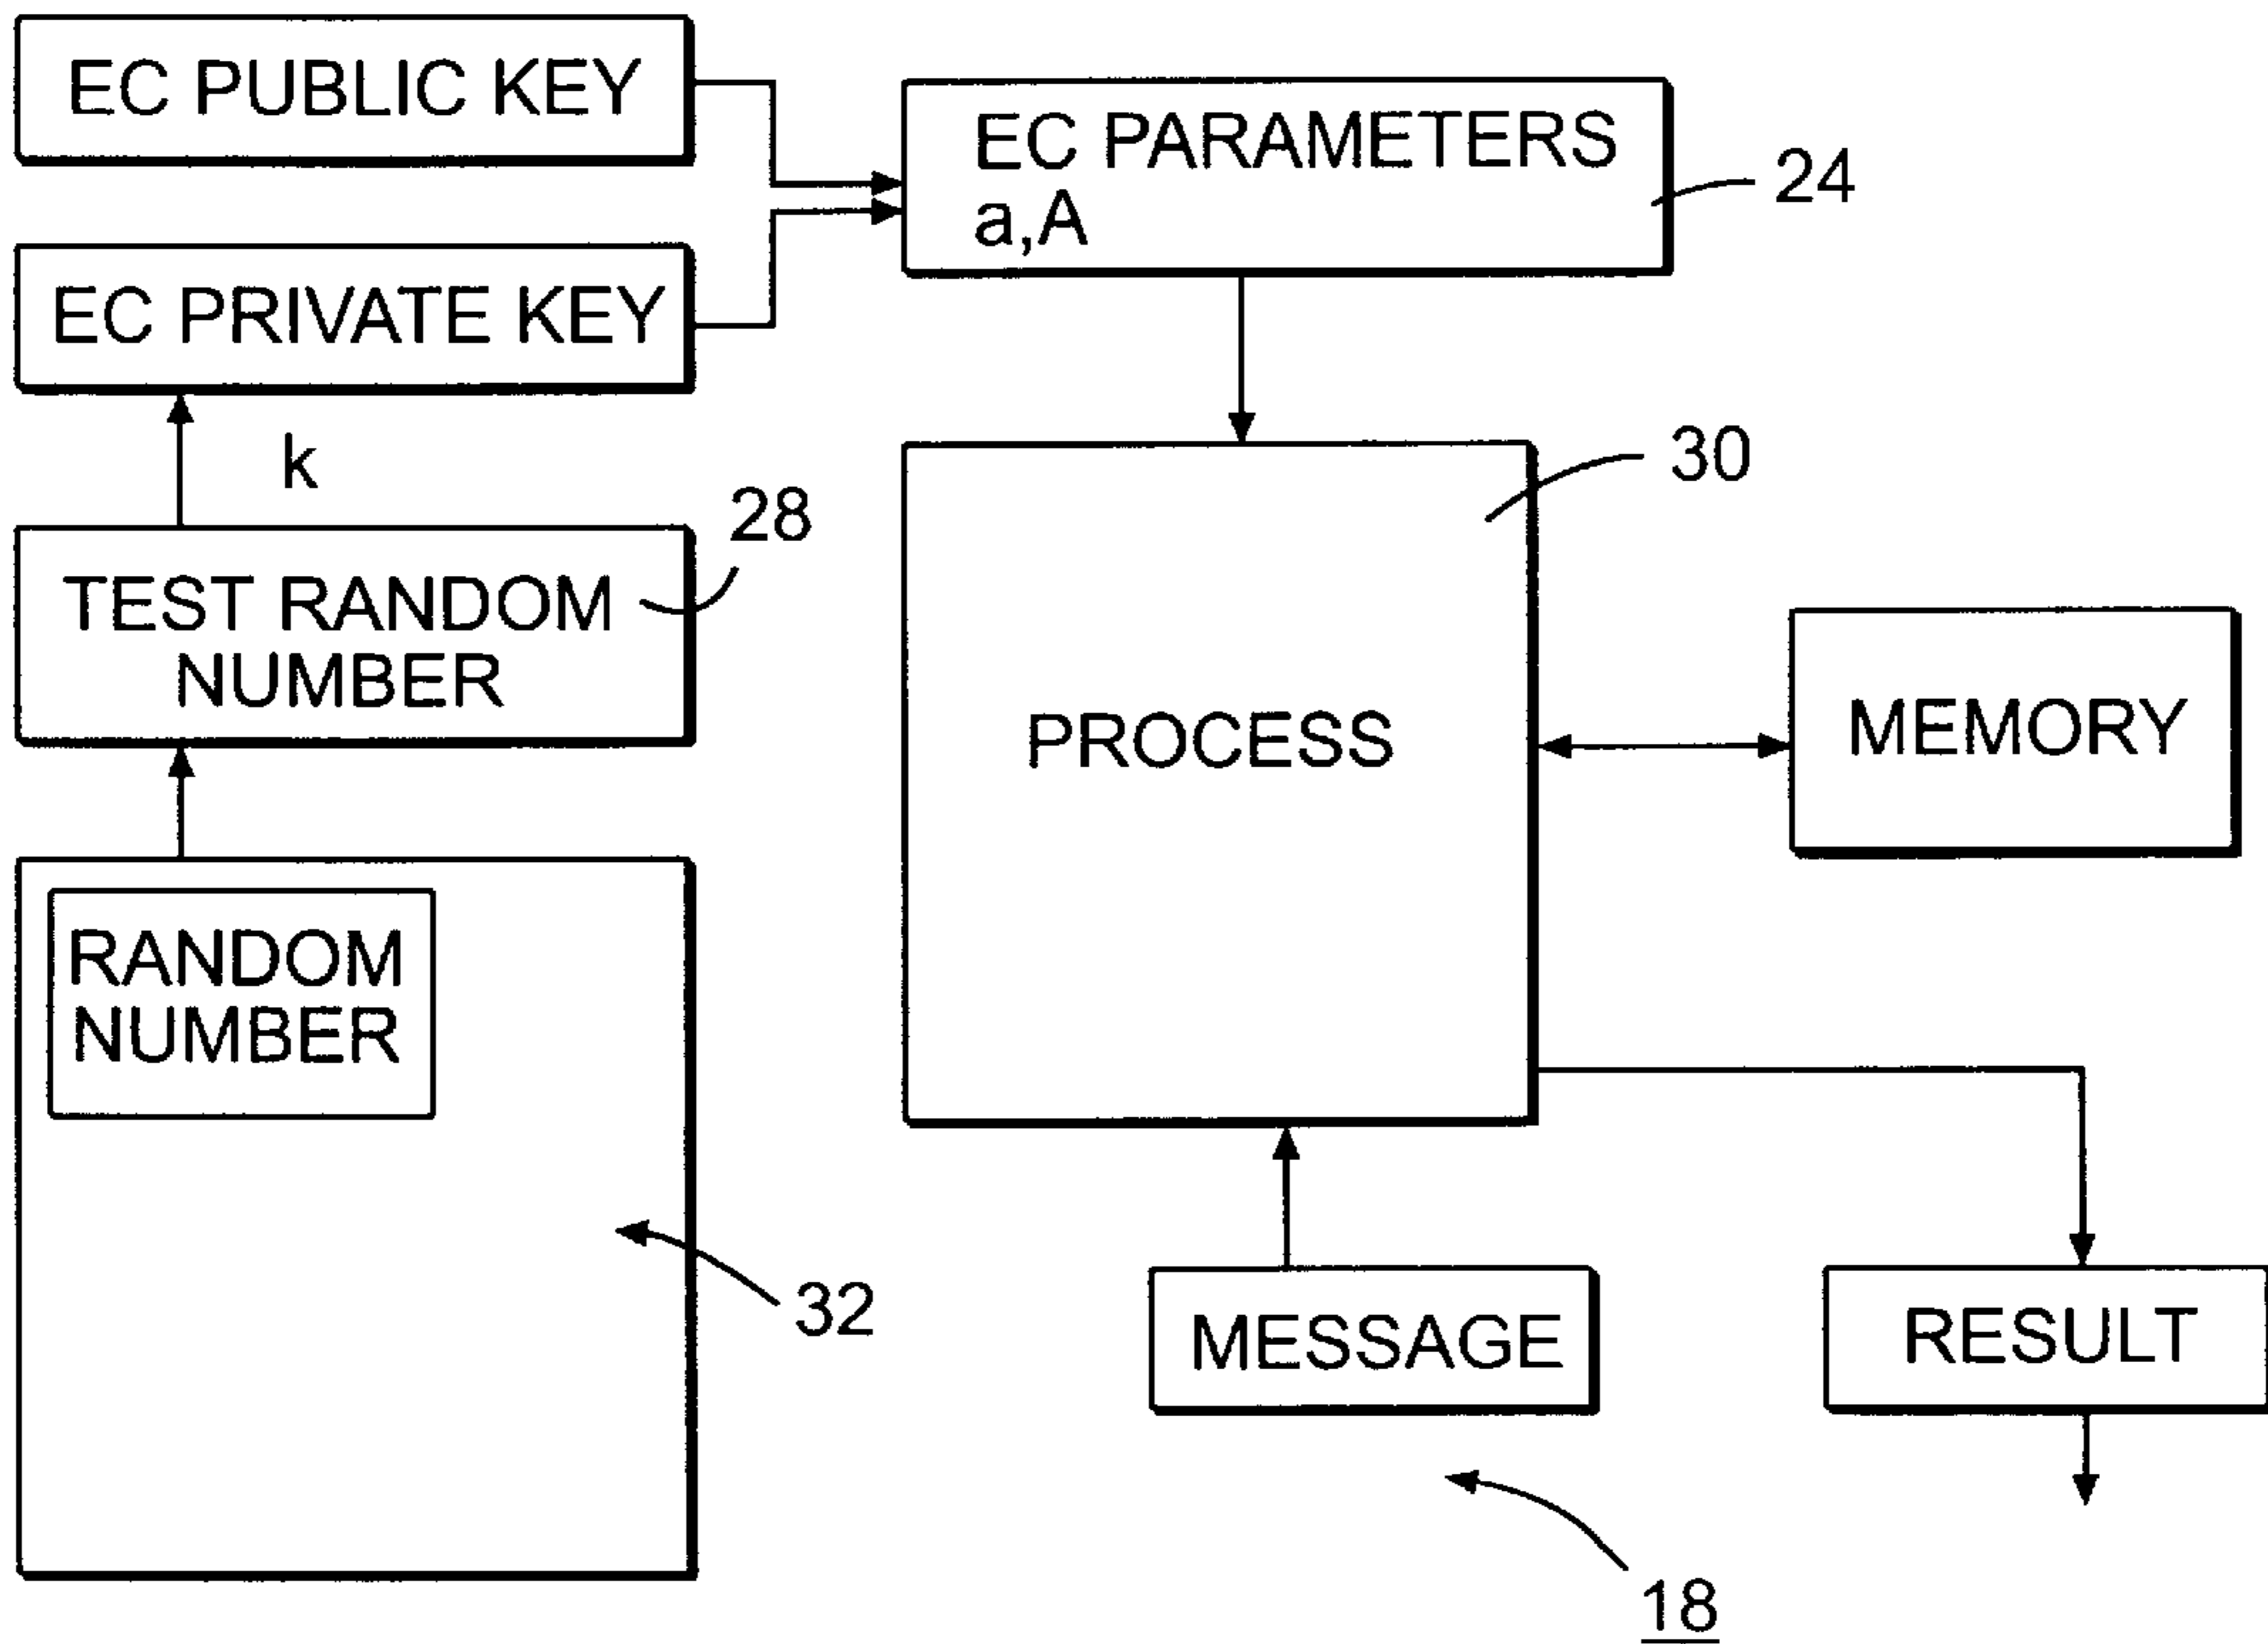 EC PUBLIC KEY
EC PARAMETERS
a,A
24
EC PRIVATE KEY
k
28
30
TEST RANDOM
NUMBER
PROCESS
MEMORY
RANDOM
NUMBER
32
MESSAGE
RESULT
18